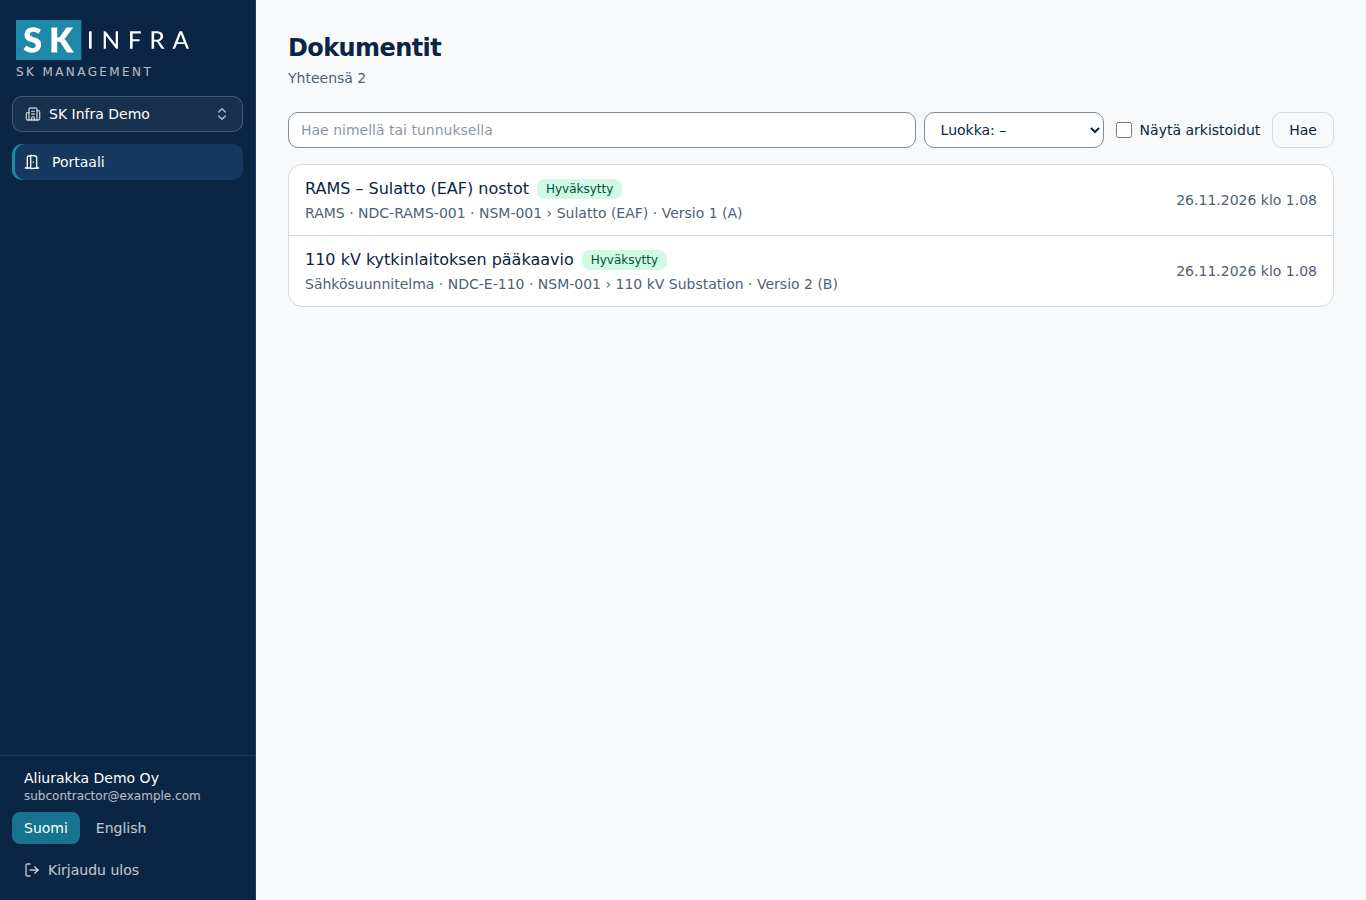 SK INFRA
SK MANAGEMENT
SK Infra Demo
Portaali
Aliurakka Demo Oy
subcontractor@example.com
Suomi English
Kirjaudu ulos
Dokumentit
Yhteensä 2
Hae nimellä tai tunnuksella Luokka: – Näytä arkistoidut Hae
RAMS – Sulatto (EAF) nostot Hyväksytty
RAMS · NDC-RAMS-001 · NSM-001 › Sulatto (EAF) · Versio 1 (A)
26.11.2026 klo 1.08
110 kV kytkinlaitoksen pääkaavio Hyväksytty
Sähkösuunnitelma · NDC-E-110 · NSM-001 › 110 kV Substation · Versio 2 (B)
26.11.2026 klo 1.08